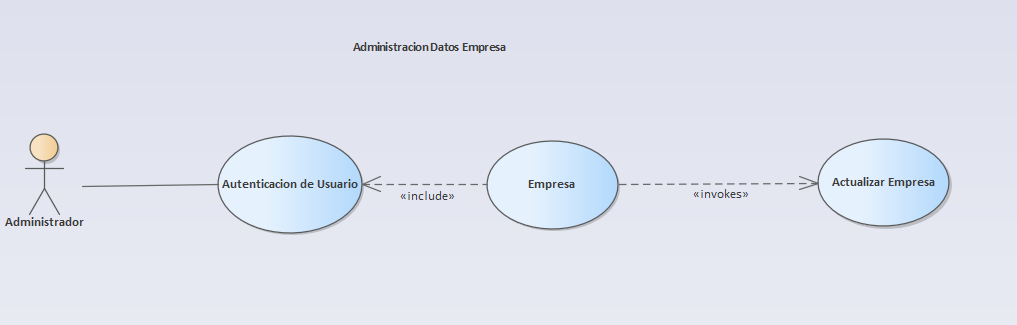 Administracion Datos Empresa
Autenticacion de Usuario
Empresa
Actualizar Empresa
«include»
«invokes»
Administrador